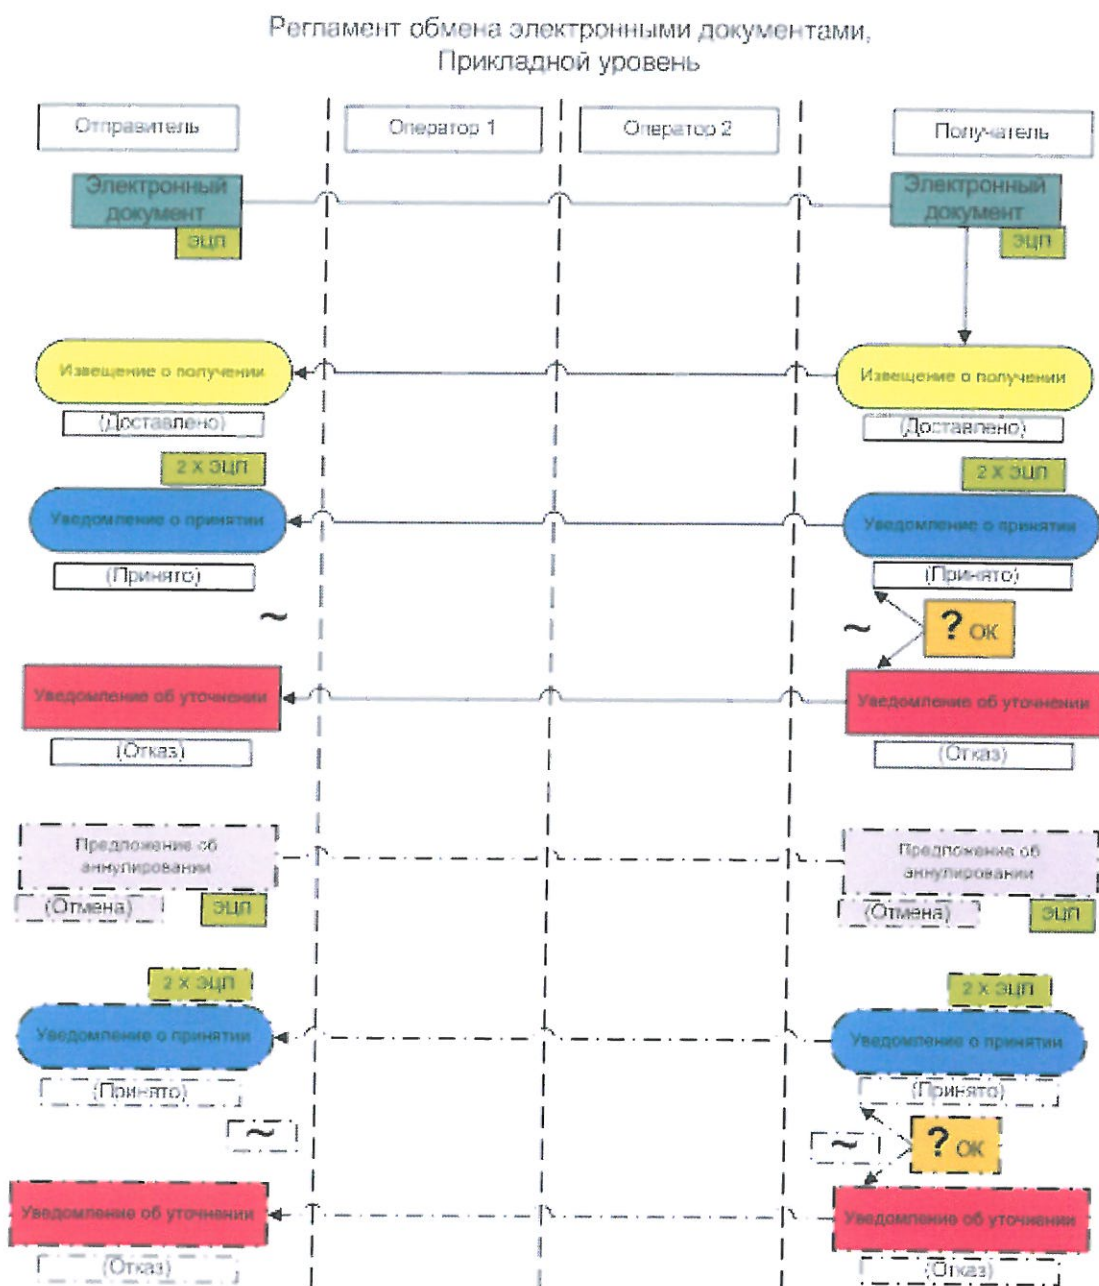 Регламент обмена электронными документами,
Прикладной уровень
Отправитель
Оператор 1
Оператор 2
Получатель
Электронный
документ
ЭЦП
Электронный
документ
ЭЦП
Извещение о получении
Извещение о получении
(Доставлено)
(Доставлено)
2 X ЭЦП
2 X ЭЦП
Уведомление о принятии
Уведомление о принятии
(Принято)
(Принято)
~
~
? ОК
Уведомление об уточнении
Уведомление об уточнении
(Отказ)
(Отказ)
Предложение об
аннулировании
Предложение об
аннулировании
(Отмена)
ЭЦП
(Отмена)
ЭЦП
2 X ЭЦП
2 X ЭЦП
Уведомление о принятии
Уведомление о принятии
(Принято)
(Принято)
~
~
? ОК
Уведомление об уточнении
Уведомление об уточнении
(Отказ)
(Отказ)